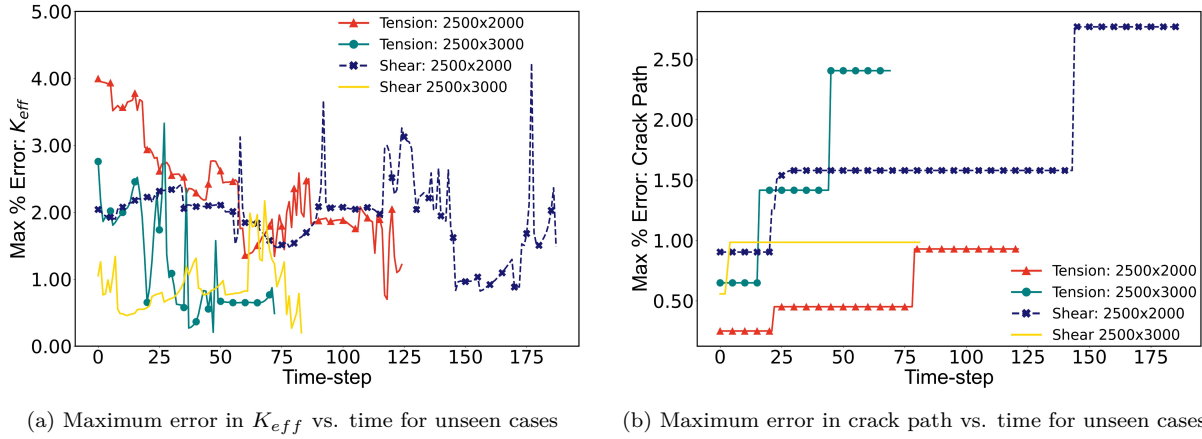 5.00
4.00
3.00
2.00
1.00
0.00
Max % Error: K_eff
0 25 50 75 100 125 150 175
Time-step
Tension: 2500x2000
Tension: 2500x3000
Shear: 2500x2000
Shear 2500x3000
(a) Maximum error in K_eff vs. time for unseen cases
2.50
2.00
1.50
1.00
0.50
Max % Error: Crack Path
0 25 50 75 100 125 150 175
Time-step
Tension: 2500x2000
Tension: 2500x3000
Shear: 2500x2000
Shear 2500x3000
(b) Maximum error in crack path vs. time for unseen cases